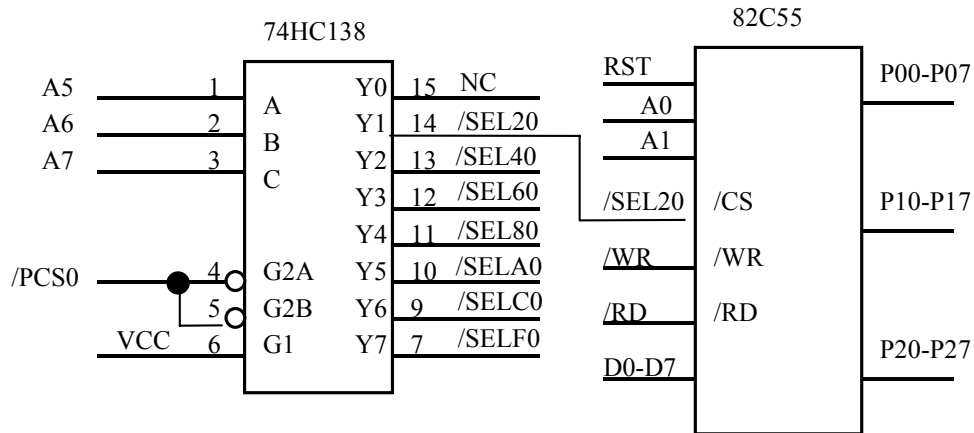 74HC138
82C55
A5 1 A Y0 15 NC
A6 2 B Y1 14 /SEL20
A7 3 C Y2 13 /SEL40
Y3 12 /SEL60
Y4 11 /SEL80
/PCS0 4 G2A Y5 10 /SELA0
5 G2B Y6 9 /SELC0
VCC 6 G1 Y7 7 /SELF0
RST P00-P07
A0
A1
/SEL20 /CS P10-P17
/WR /WR
/RD /RD
D0-D7 P20-P27